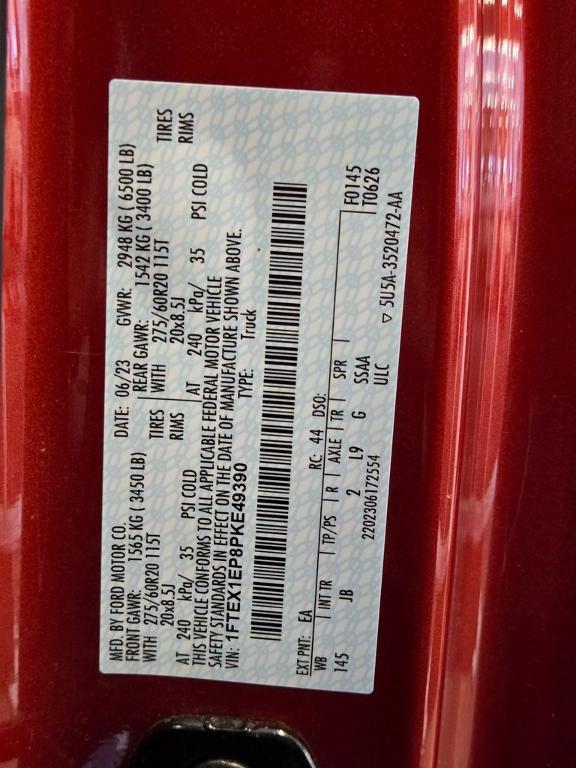 MFD. BY FORD MOTOR CO. DATE: 06/23 GVWR: 2948 KG ( 6500 LB)
FRONT GAWR: 1565 KG ( 3450 LB) REAR GAWR: 1542 KG ( 3400 LB)
WITH 275/60R20 115T TIRES WITH 275/60R20 115T TIRES
20x8.5J RIMS 20x8.5J RIMS
AT 240 kPa/ 35 PSI COLD AT 240 kPa/ 35 PSI COLD
THIS VEHICLE CONFORMS TO ALL APPLICABLE FEDERAL MOTOR VEHICLE
SAFETY STANDARDS IN EFFECT ON THE DATE OF MANUFACTURE SHOWN ABOVE.
VIN: 1FTEX1EP8PKE49390 TYPE: Truck
EXT PNT: EA RC: 44 DSO: F0145
WB INT TR TP/PS R AXLE TR SPR T0626
145 JB 2 L9 G SSAA
2202306172554 ULC ▽ 5U5A-3520472-AA